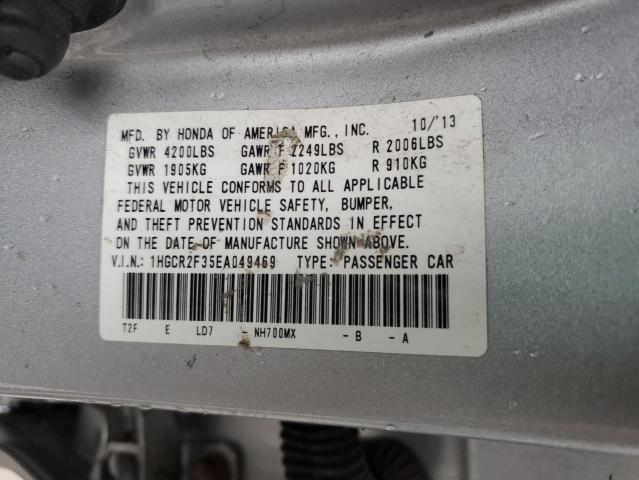 MFD. BY HONDA OF AMERICA MFG., INC. 10/'13
GVWR 4200LBS GAWR F 2249LBS R 2006LBS
GVWR 1905KG GAWR F 1020KG R 910KG
THIS VEHICLE CONFORMS TO ALL APPLICABLE
FEDERAL MOTOR VEHICLE SAFETY, BUMPER,
AND THEFT PREVENTION STANDARDS IN EFFECT
ON THE DATE OF MANUFACTURE SHOWN ABOVE.
V.I.N.: 1HGCR2F35EA049469 TYPE: PASSENGER CAR
T2F E LD7 - NH700MX - B - A